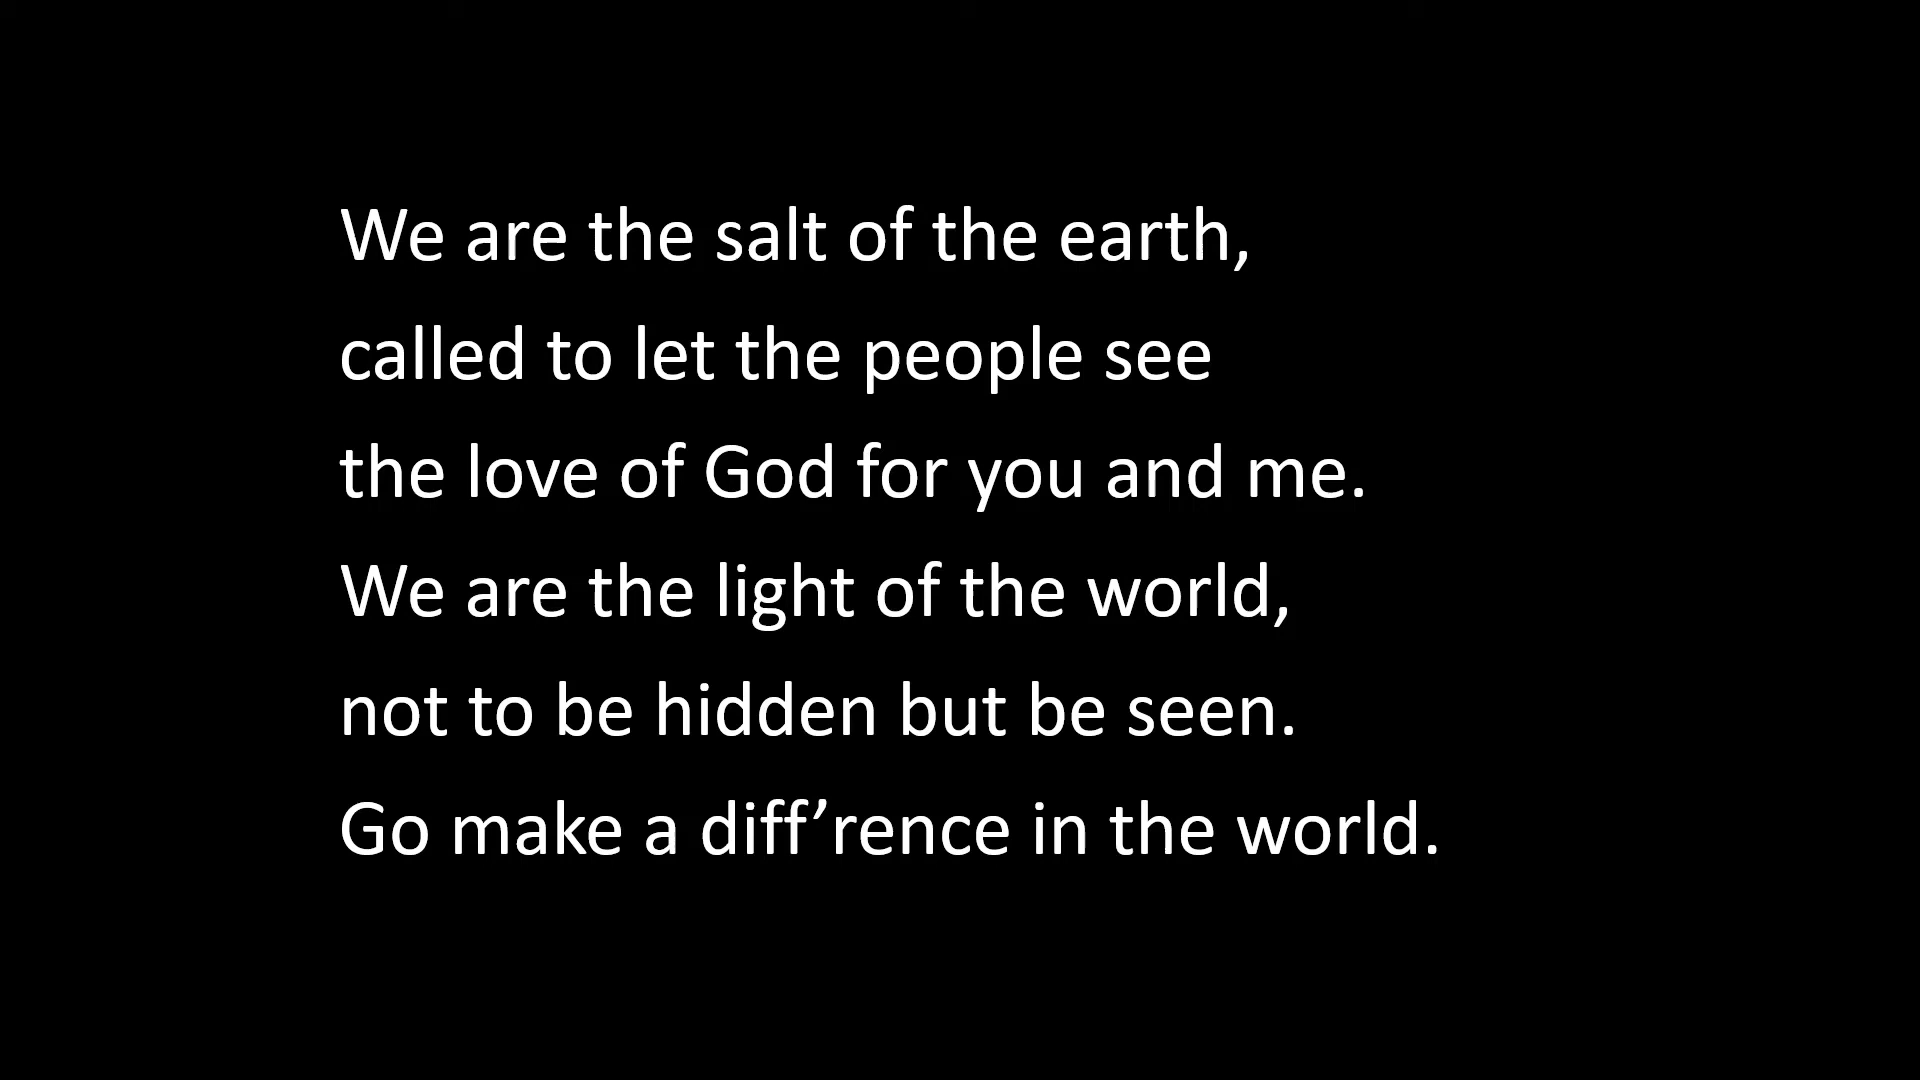 We are the salt of the earth,
called to let the people see
the love of God for you and me.
We are the light of the world,
not to be hidden but be seen.
Go make a diff’rence in the world.